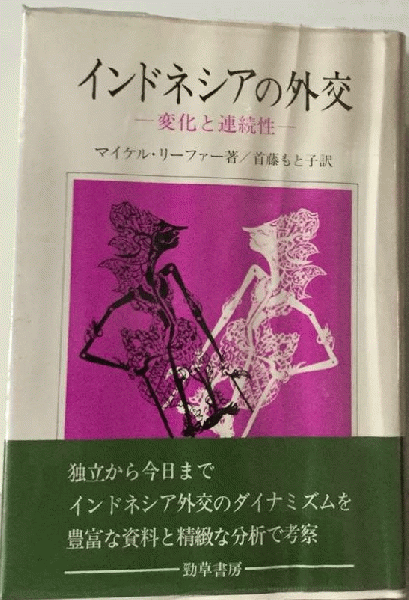 インドネシアの外交
―変化と連続性―
マイケル・リーファー著／首藤もと子訳
独立から今日まで
インドネシア外交のダイナミズムを
豊富な資料と精緻な分析で考察
勁草書房